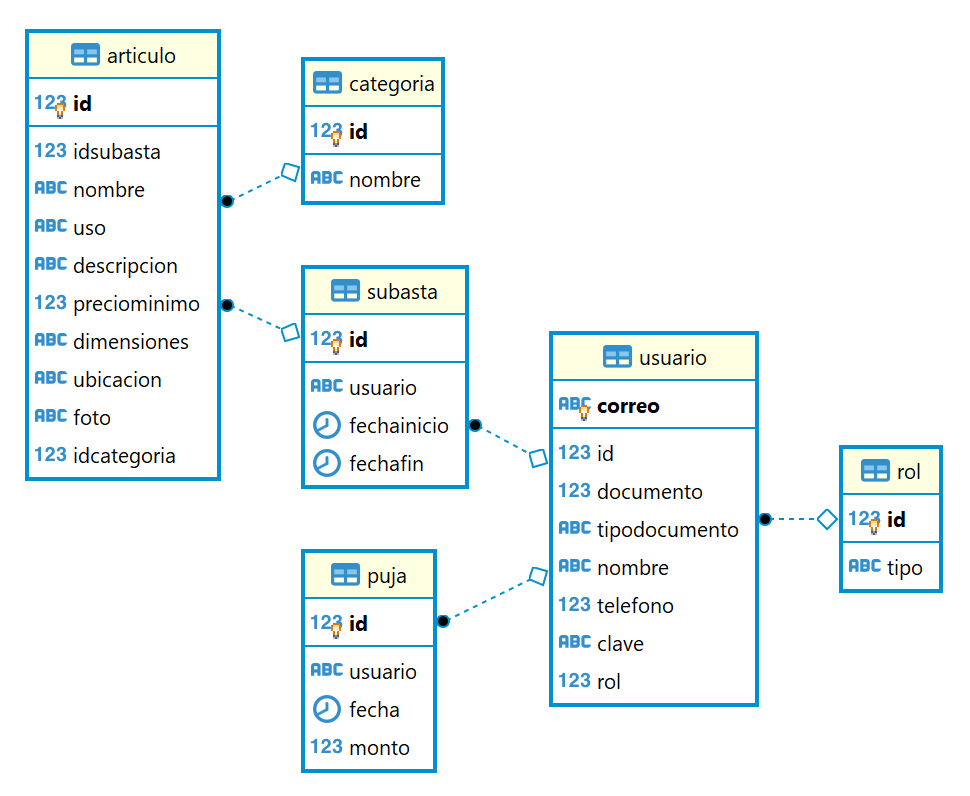 articulo
123 id
123 idsubasta
ABC nombre
ABC uso
ABC descripcion
123 preciominimo
ABC dimensiones
ABC ubicacion
ABC foto
123 idcategoria
categoria
123 id
ABC nombre
subasta
123 id
ABC usuario
fechainicio
fechafin
puja
123 id
ABC usuario
fecha
123 monto
usuario
ABC correo
123 id
123 documento
ABC tipodocumento
ABC nombre
123 telefono
ABC clave
123 rol
rol
123 id
ABC tipo